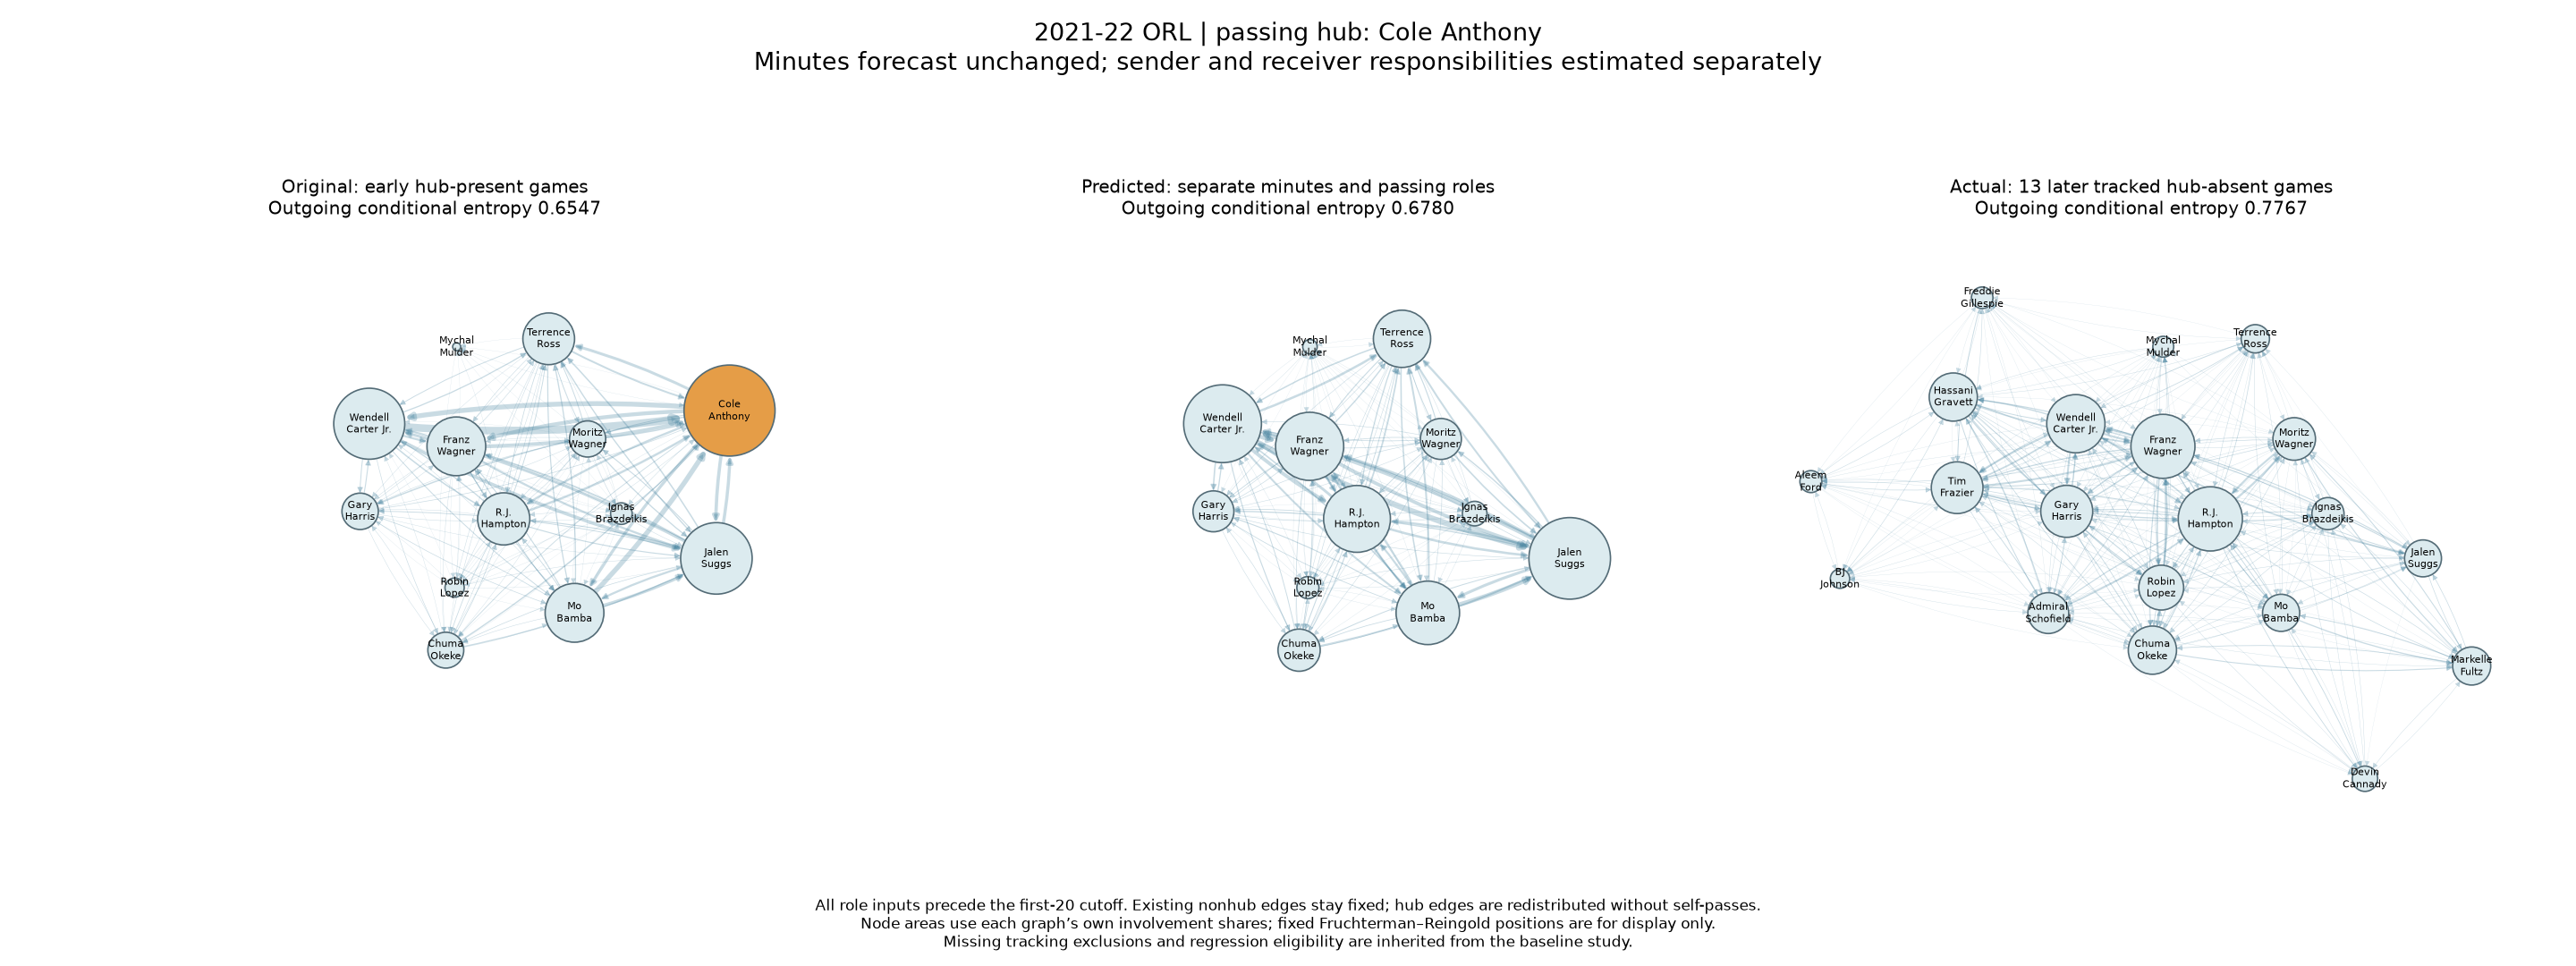 2021-22 ORL | passing hub: Cole Anthony
Minutes forecast unchanged; sender and receiver responsibilities estimated separately
Original: early hub-present games
Outgoing conditional entropy 0.6547
Terrence
Ross
Mychal
Mulder
Cole
Anthony
Wendell
Carter Jr.
Franz
Wagner
Moritz
Wagner
Gary
Harris
R.J.
Hampton
Ignas
Brazdeikis
Jalen
Suggs
Robin
Lopez
Mo
Bamba
Chuma
Okeke
Predicted: separate minutes and passing roles
Outgoing conditional entropy 0.6780
Terrence
Ross
Mychal
Mulder
Wendell
Carter Jr.
Franz
Wagner
Moritz
Wagner
Gary
Harris
R.J.
Hampton
Ignas
Brazdeikis
Jalen
Suggs
Robin
Lopez
Mo
Bamba
Chuma
Okeke
Actual: 13 later tracked hub-absent games
Outgoing conditional entropy 0.7767
Freddie
Gillespie
Mychal
Mulder
Terrence
Ross
Hassani
Gravett
Wendell
Carter Jr.
Franz
Wagner
Moritz
Wagner
Aleem
Ford
Tim
Frazier
Gary
Harris
R.J.
Hampton
Ignas
Brazdeikis
Jalen
Suggs
BJ
Johnson
Admiral
Schofield
Robin
Lopez
Mo
Bamba
Chuma
Okeke
Markelle
Fultz
Devin
Cannady
All role inputs precede the first-20 cutoff. Existing nonhub edges stay fixed; hub edges are redistributed without self-passes.
Node areas use each graph’s own involvement shares; fixed Fruchterman–Reingold positions are for display only.
Missing tracking exclusions and regression eligibility are inherited from the baseline study.